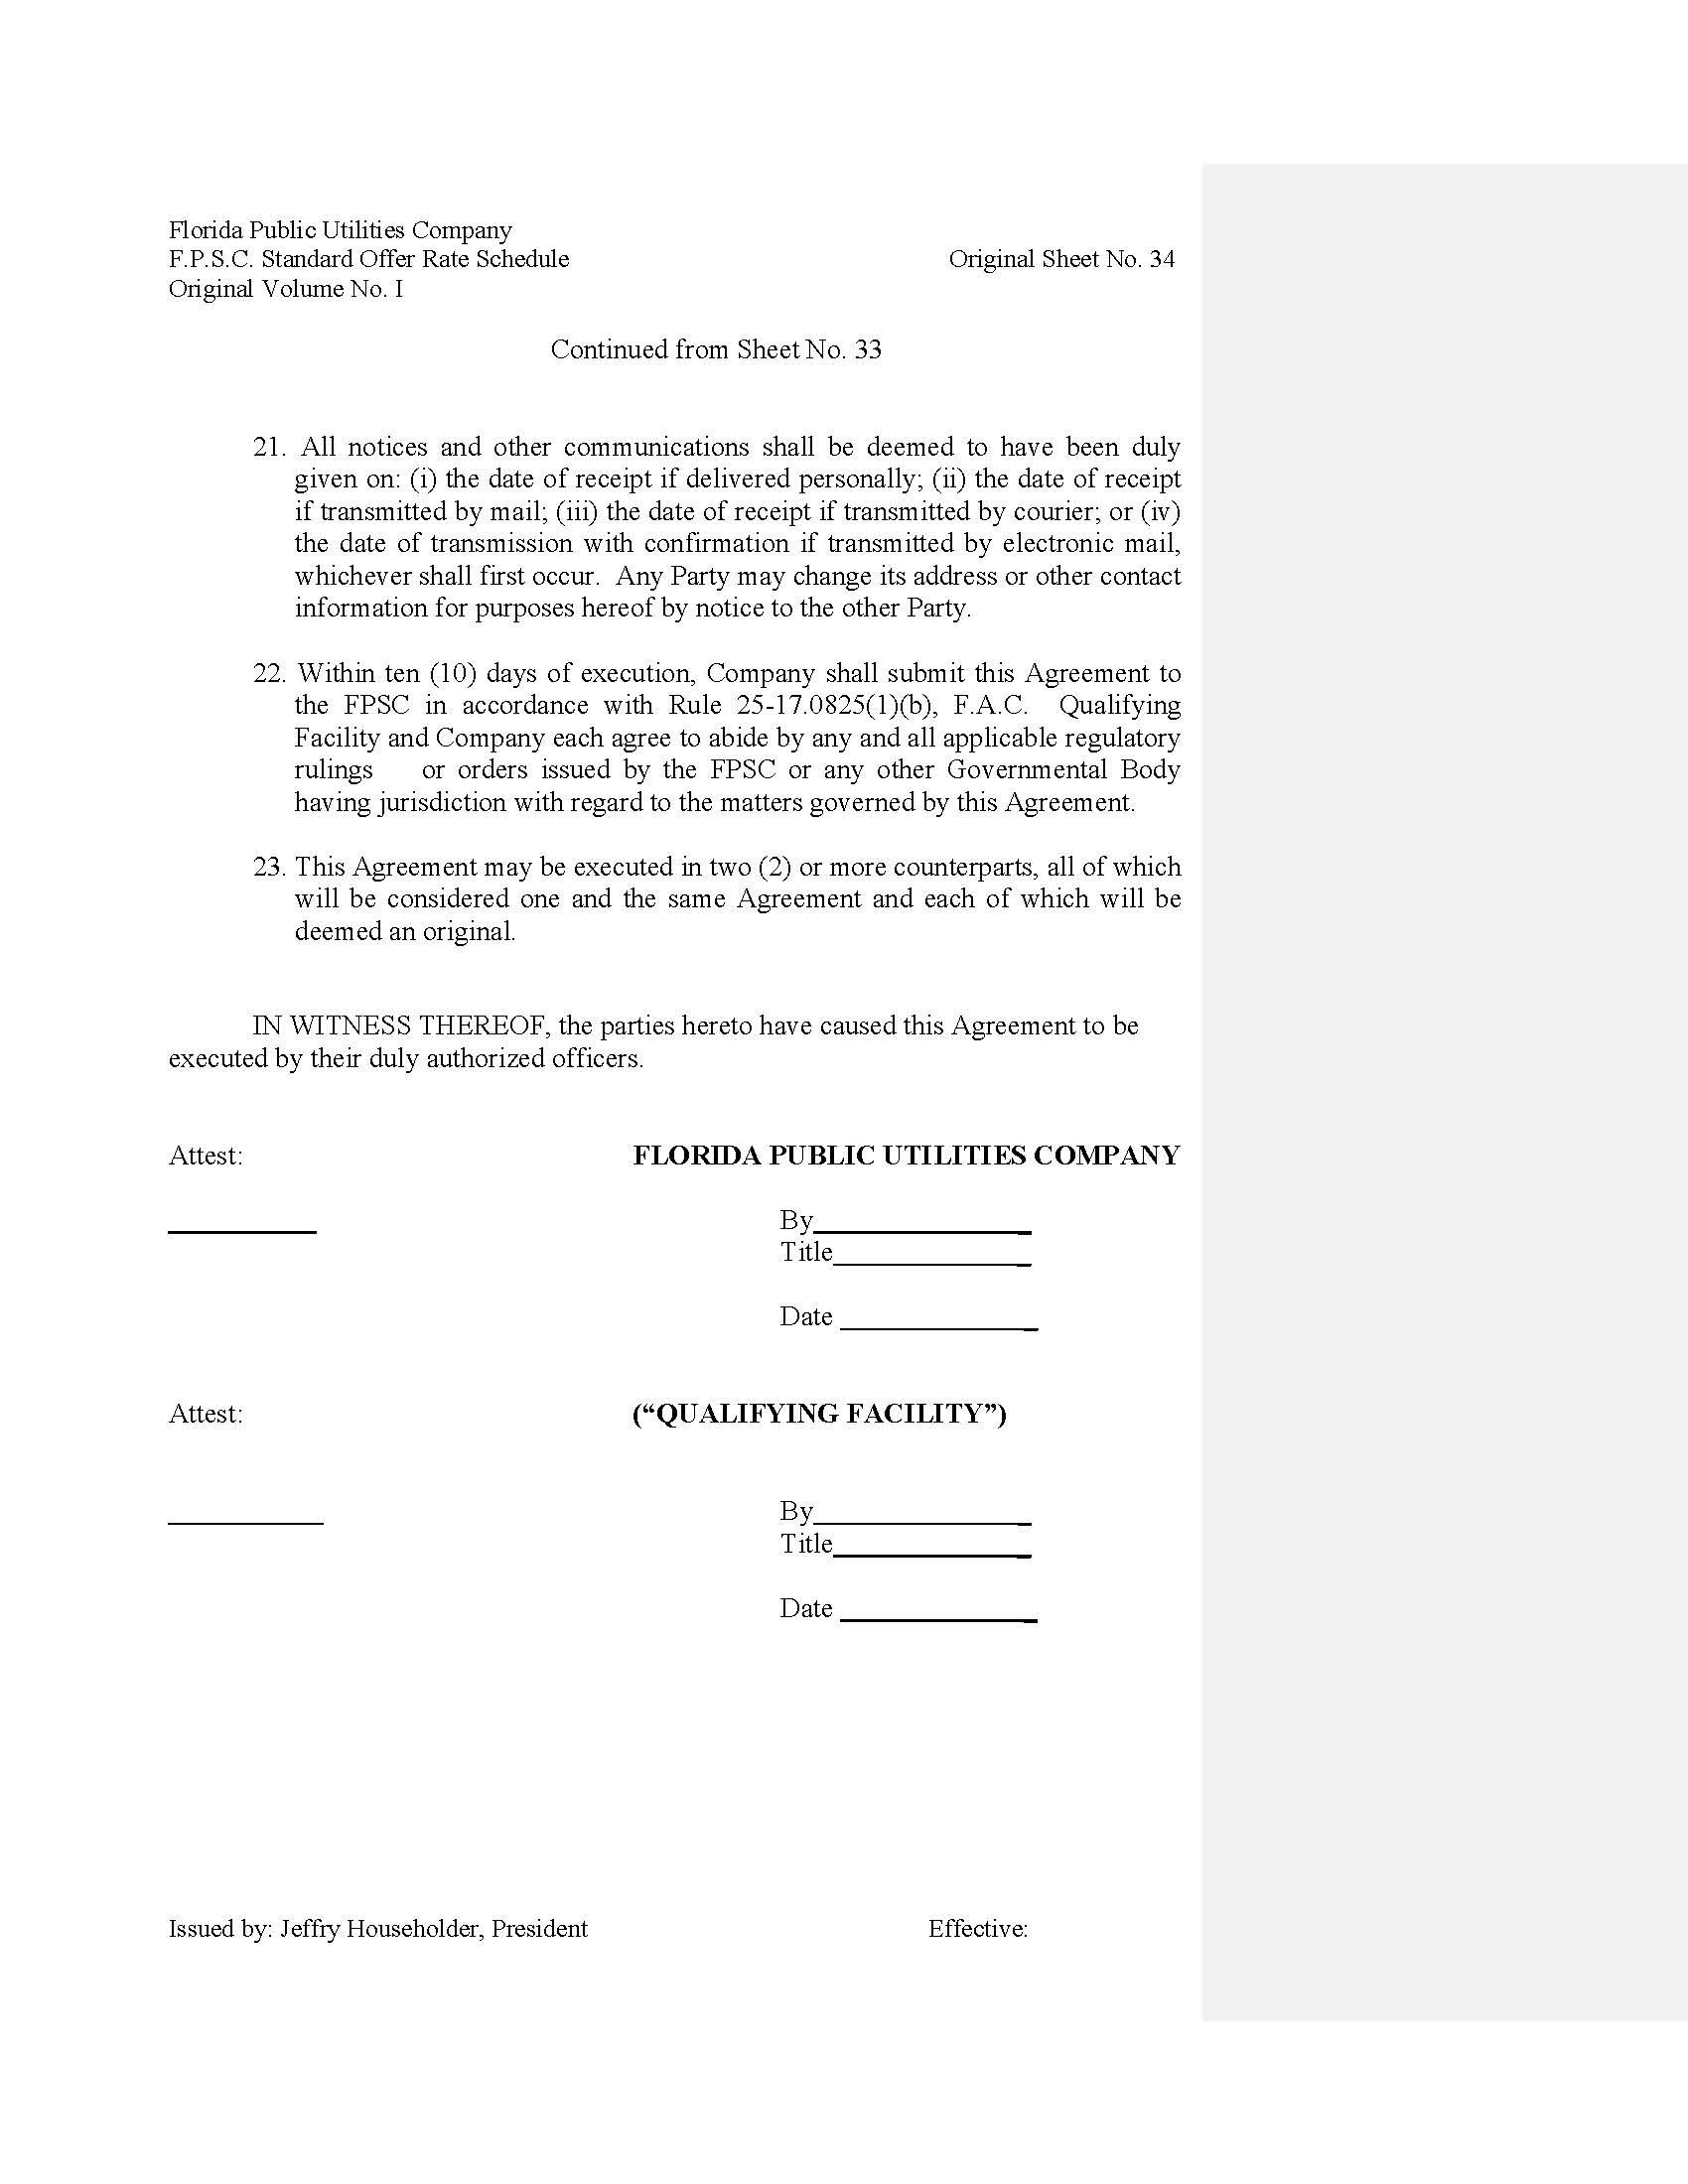 Florida Public Utilities Company
F.P.S.C. Standard Offer Rate Schedule Original Sheet No. 34
Original Volume No. I
Continued from Sheet No. 33
21. All notices and other communications shall be deemed to have been duly
given on: (i) the date of receipt if delivered personally; (ii) the date of receipt
if transmitted by mail; (iii) the date of receipt if transmitted by courier; or (iv)
the date of transmission with confirmation if transmitted by electronic mail,
whichever shall first occur. Any Party may change its address or other contact
information for purposes hereof by notice to the other Party.
22. Within ten (10) days of execution, Company shall submit this Agreement to
the FPSC in accordance with Rule 25-17.0825(1)(b), F.A.C. Qualifying
Facility and Company each agree to abide by any and all applicable regulatory
rulings or orders issued by the FPSC or any other Governmental Body
having jurisdiction with regard to the matters governed by this Agreement.
23. This Agreement may be executed in two (2) or more counterparts, all of which
will be considered one and the same Agreement and each of which will be
deemed an original.
IN WITNESS THEREOF, the parties hereto have caused this Agreement to be
executed by their duly authorized officers.
Attest: FLORIDA PUBLIC UTILITIES COMPANY
By
Title
Date
Attest: (“QUALIFYING FACILITY”)
By
Title
Date
Issued by: Jeffry Householder, President Effective: